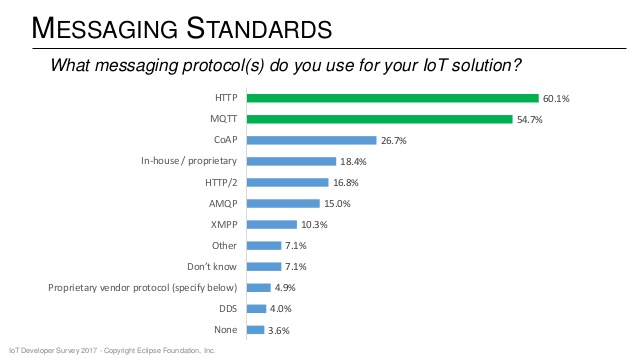 MESSAGING STANDARDS
What messaging protocol(s) do you use for your IoT solution?
HTTP 60.1%
MQTT 54.7%
CoAP 26.7%
In-house / proprietary 18.4%
HTTP/2 16.8%
AMQP 15.0%
XMPP 10.3%
Other 7.1%
Don't know 7.1%
Proprietary vendor protocol (specify below) 4.9%
DDS 4.0%
None 3.6%
IoT Developer Survey 2017 - Copyright Eclipse Foundation, Inc.